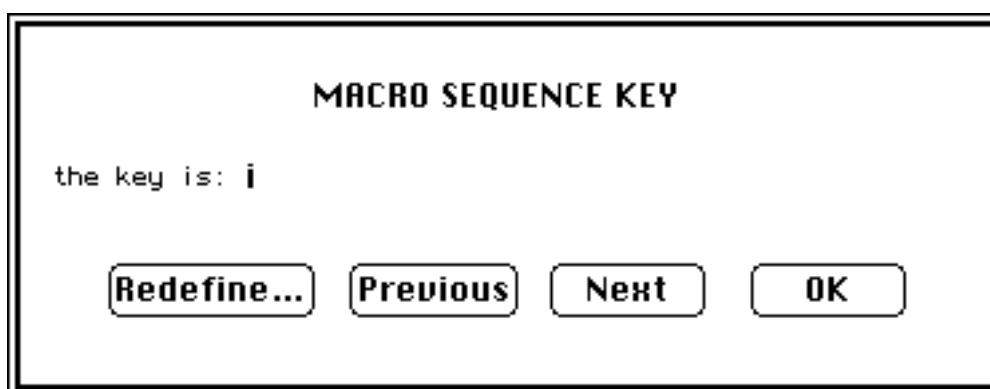 MACRO SEQUENCE KEY
the key is: i
Redefine... Previous Next OK